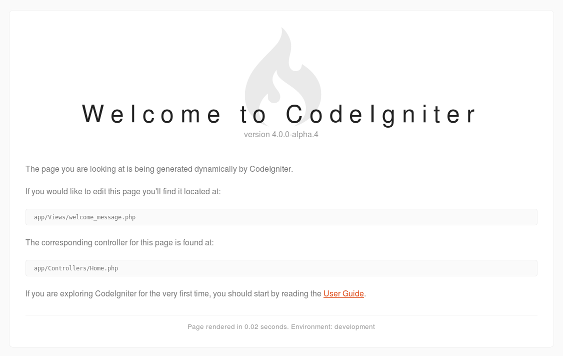 Welcome to CodeIgniter
version 4.0.0-alpha.4
The page you are looking at is being generated dynamically by CodeIgniter.
If you would like to edit this page you'll find it located at:
app/Views/welcome_message.php
The corresponding controller for this page is found at:
app/Controllers/Home.php
If you are exploring CodeIgniter for the very first time, you should start by reading the User Guide.
Page rendered in 0.02 seconds. Environment: development